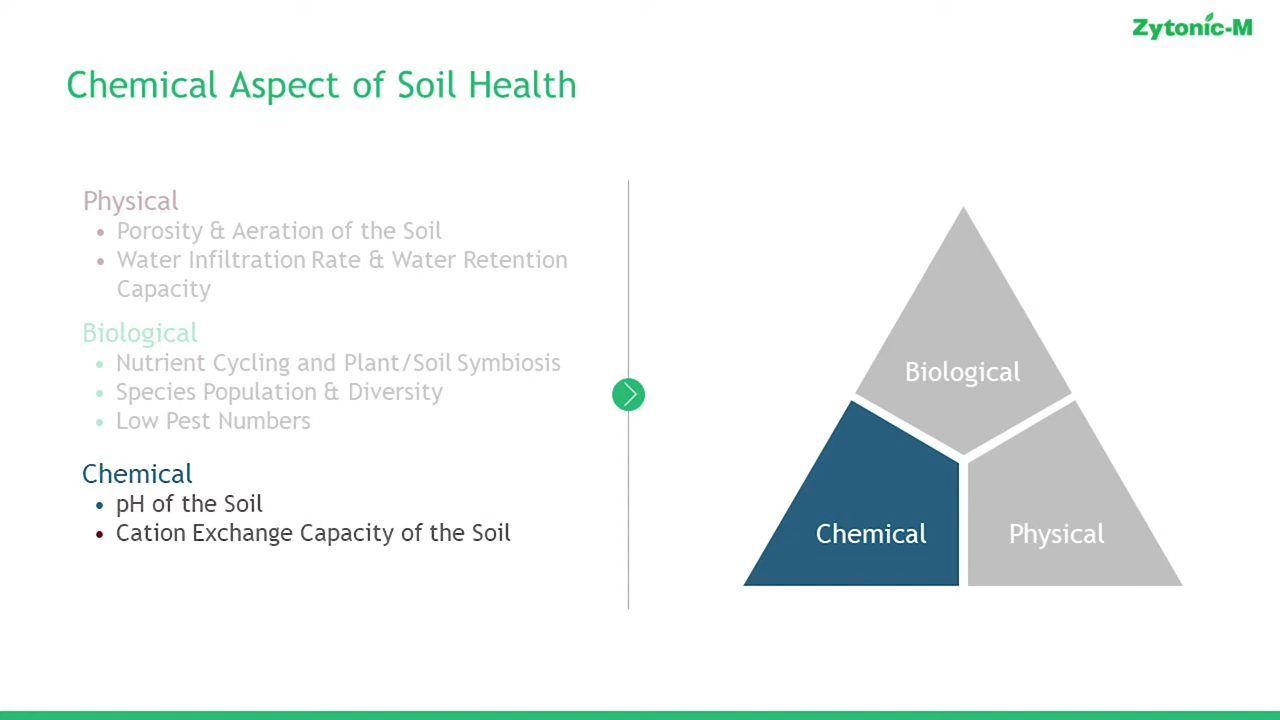 Zytonic-M
Chemical Aspect of Soil Health
Physical
• Porosity & Aeration of the Soil
• Water Infiltration Rate & Water Retention
Capacity
Biological
• Nutrient Cycling and Plant/Soil Symbiosis
• Species Population & Diversity
• Low Pest Numbers
Chemical
• pH of the Soil
• Cation Exchange Capacity of the Soil
Biological
Chemical
Physical